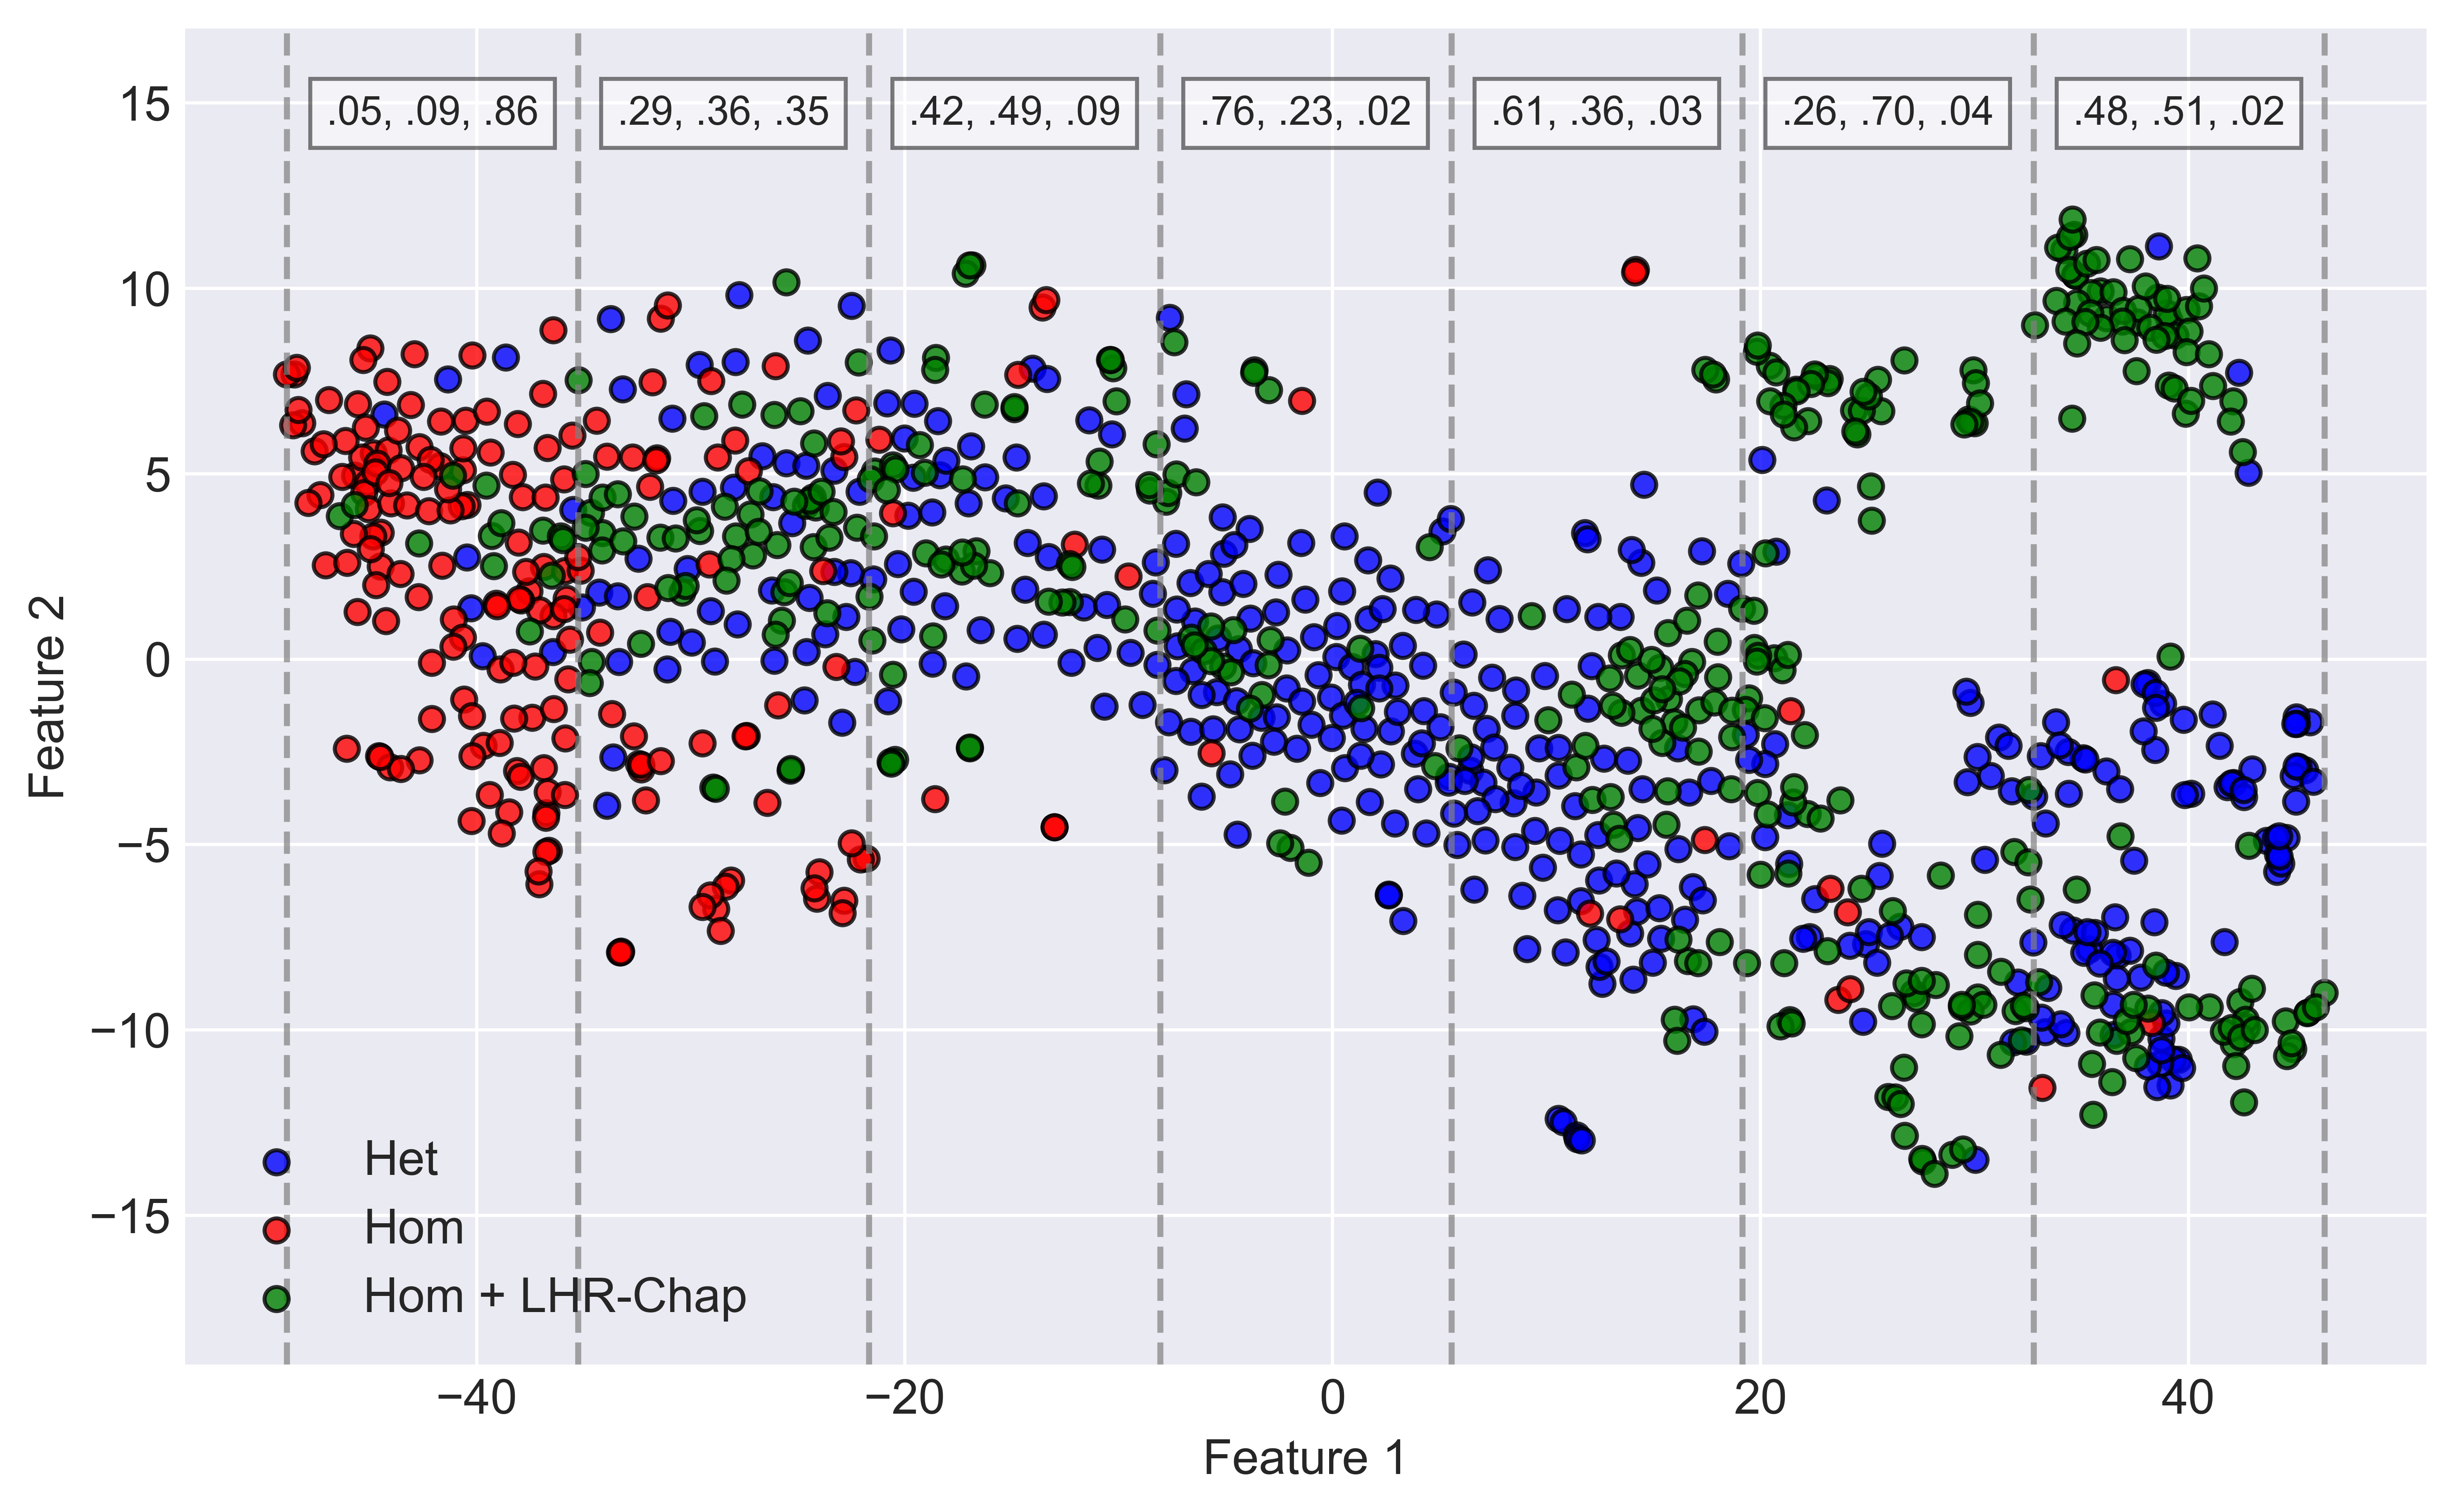 .05, .09, .86
.29, .36, .35
.42, .49, .09
.76, .23, .02
.61, .36, .03
.26, .70, .04
.48, .51, .02
15
10
5
0
−5
−10
−15
Feature 2
Het
Hom
Hom + LHR-Chap
−40
−20
0
20
40
Feature 1